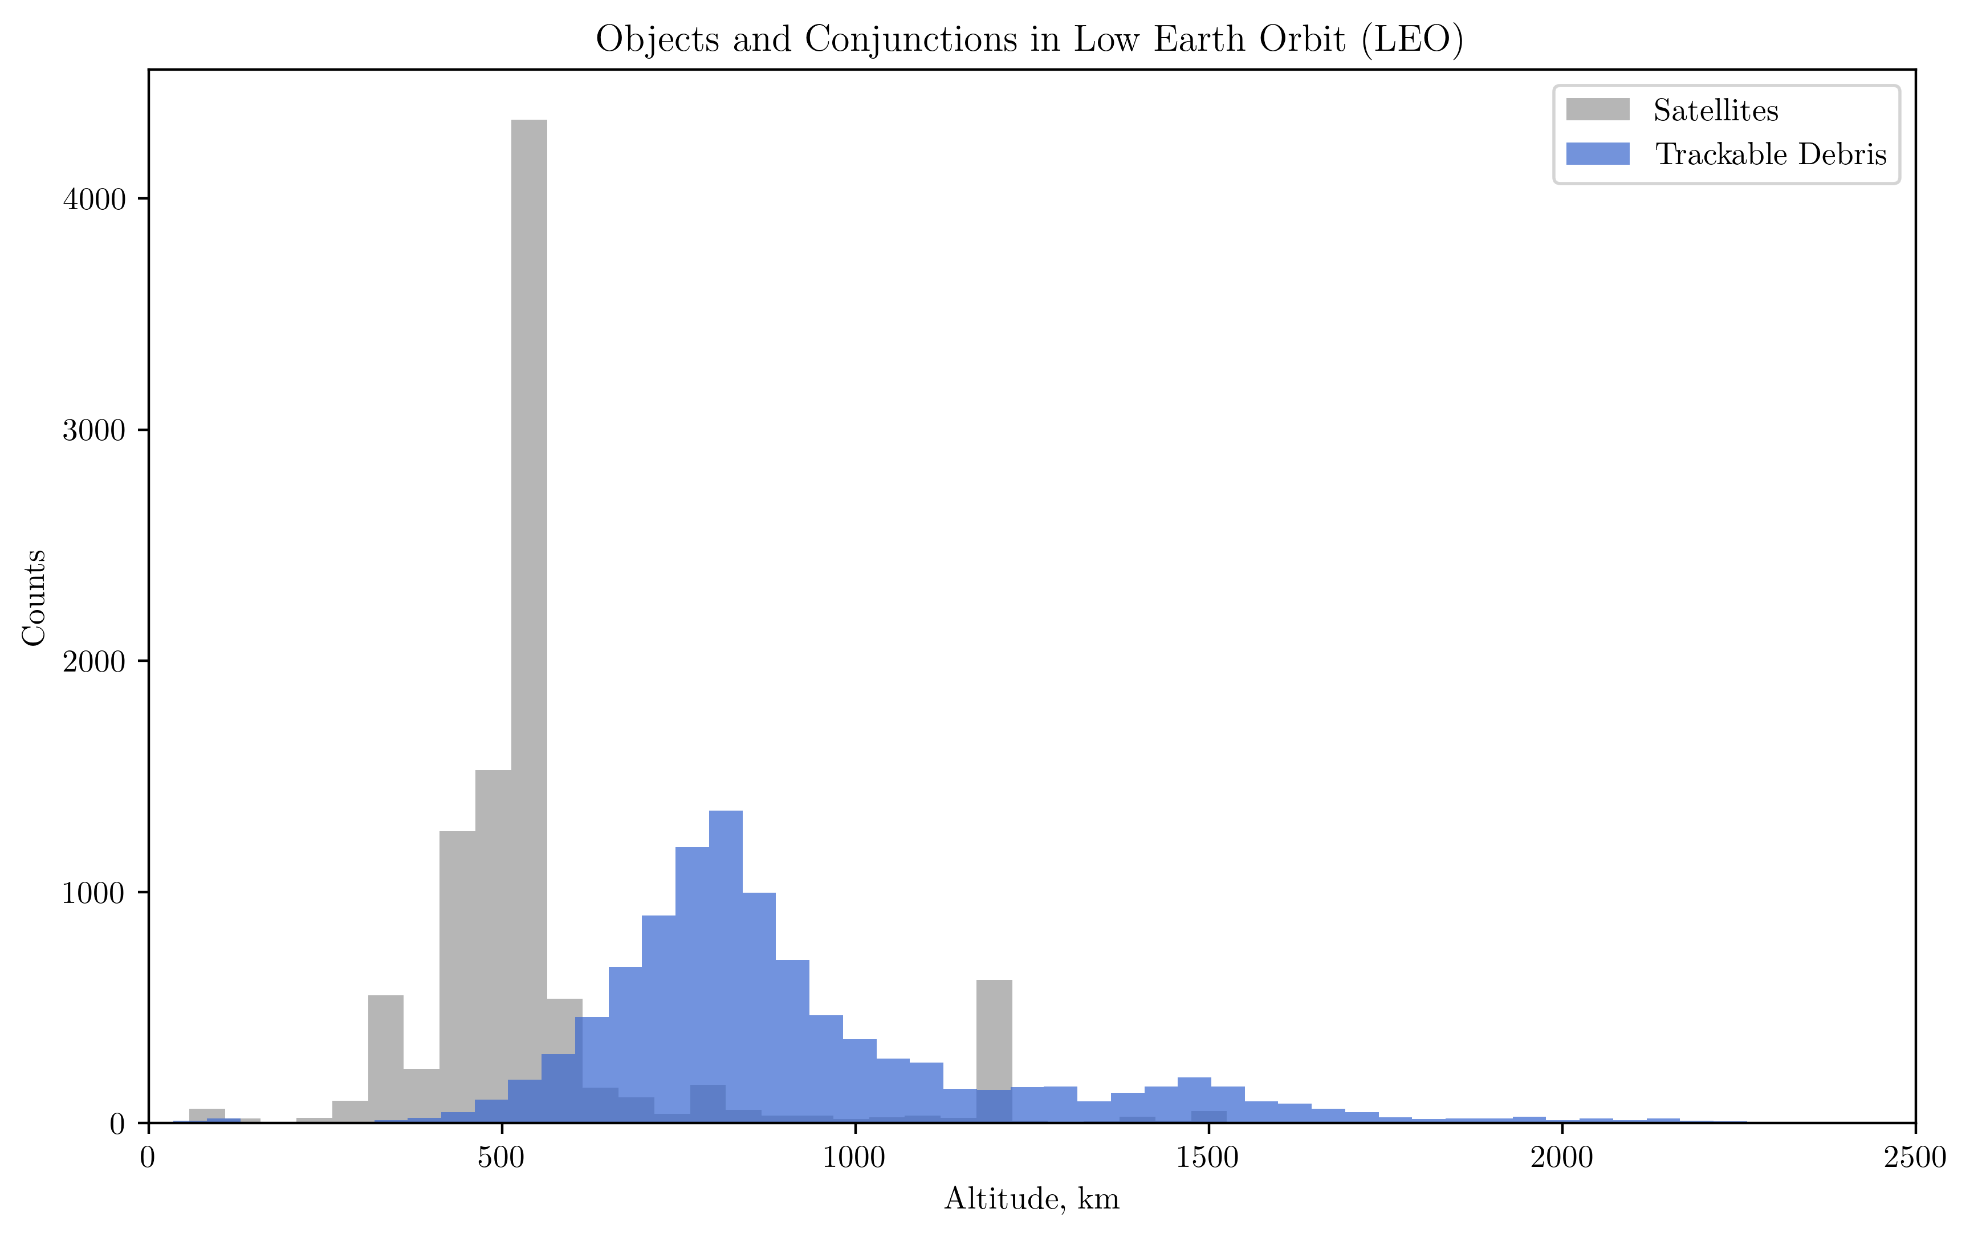 Objects and Conjunctions in Low Earth Orbit (LEO)
Satellites
Trackable Debris
4000
3000
2000
1000
0
Counts
0 500 1000 1500 2000 2500
Altitude, km